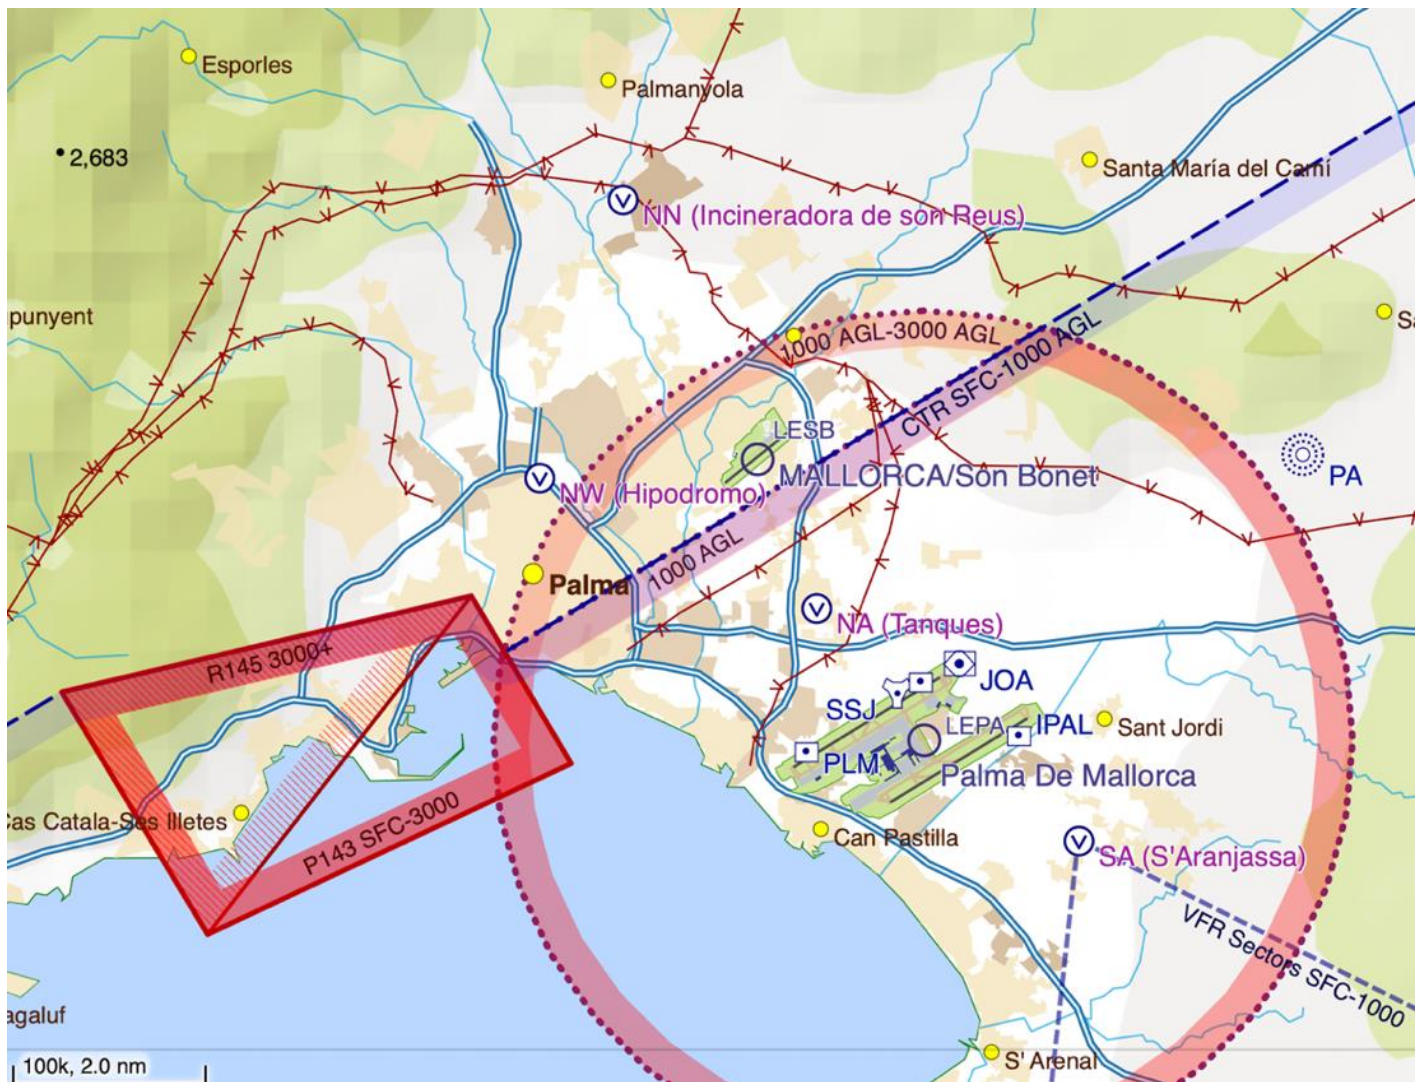 Esporles
Palmanyola
2,683
Santa María del Camí
NN (Incineradora de son Reus)
punyent
1000 AGL-3000 AGL
CTR SFC-1000 AGL
LESB
MALLORCA/Son Bonet
PA
NW (Hipodromo)
1000 AGL
Palma
NA (Tanques)
R145 3000+
JOA
SSJ
LEPA
IPAL
Sant Jordi
PLM
Palma De Mallorca
Cas Catala-Ses Illetes
P143 SFC-3000
Can Pastilla
SA (S'Aranjassa)
VFR Sectors SFC-1000
agaluf
S' Arenal
100k, 2.0 nm